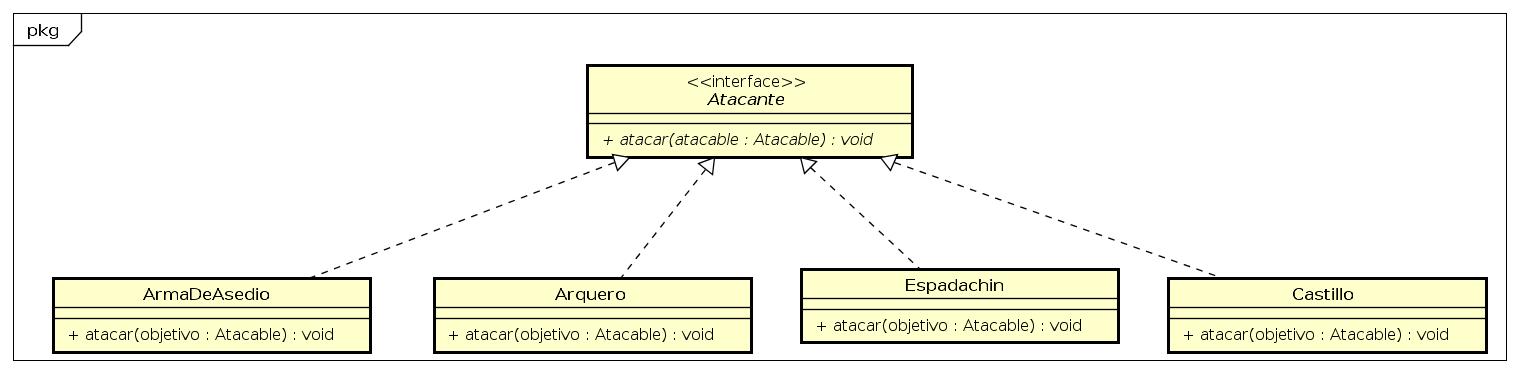 pkg
<<interface>>
Atacante
+ atacar(atacable : Atacable) : void
ArmaDeAsedio
+ atacar(objetivo : Atacable) : void
Arquero
+ atacar(objetivo : Atacable) : void
Espadachin
+ atacar(objetivo : Atacable) : void
Castillo
+ atacar(objetivo : Atacable) : void